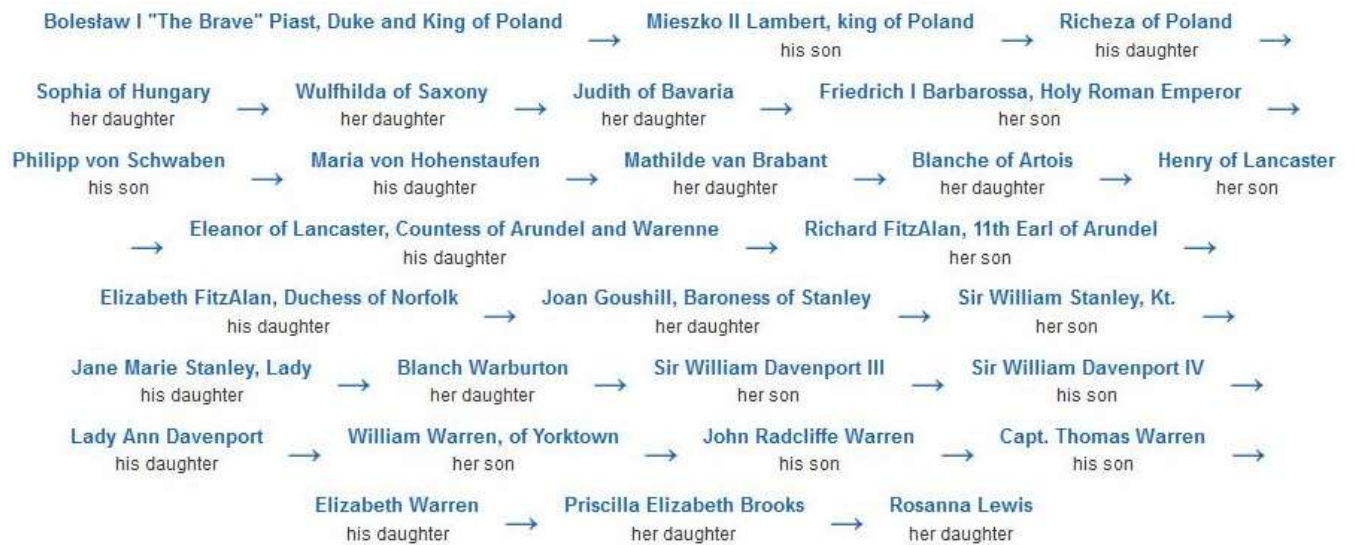 Bolesław I "The Brave" Piast, Duke and King of Poland → Mieszko II Lambert, king of Poland → Richeza of Poland →
his son his daughter
Sophia of Hungary → Wulfhilda of Saxony → Judith of Bavaria → Friedrich I Barbarossa, Holy Roman Emperor →
her daughter her daughter her daughter her son
Philipp von Schwaben → Maria von Hohenstaufen → Mathilde van Brabant → Blanche of Artois → Henry of Lancaster
his son his daughter her daughter her daughter her son
→ Eleanor of Lancaster, Countess of Arundel and Warenne → Richard FitzAlan, 11th Earl of Arundel →
his daughter her son
Elizabeth FitzAlan, Duchess of Norfolk → Joan Goushill, Baroness of Stanley → Sir William Stanley, Kt. →
his daughter her daughter her son
Jane Marie Stanley, Lady → Blanch Warburton → Sir William Davenport III → Sir William Davenport IV →
his daughter her daughter her son his son
Lady Ann Davenport → William Warren, of Yorktown → John Radcliffe Warren → Capt. Thomas Warren →
his daughter her son his son his son
Elizabeth Warren → Priscilla Elizabeth Brooks → Rosanna Lewis
his daughter her daughter her daughter